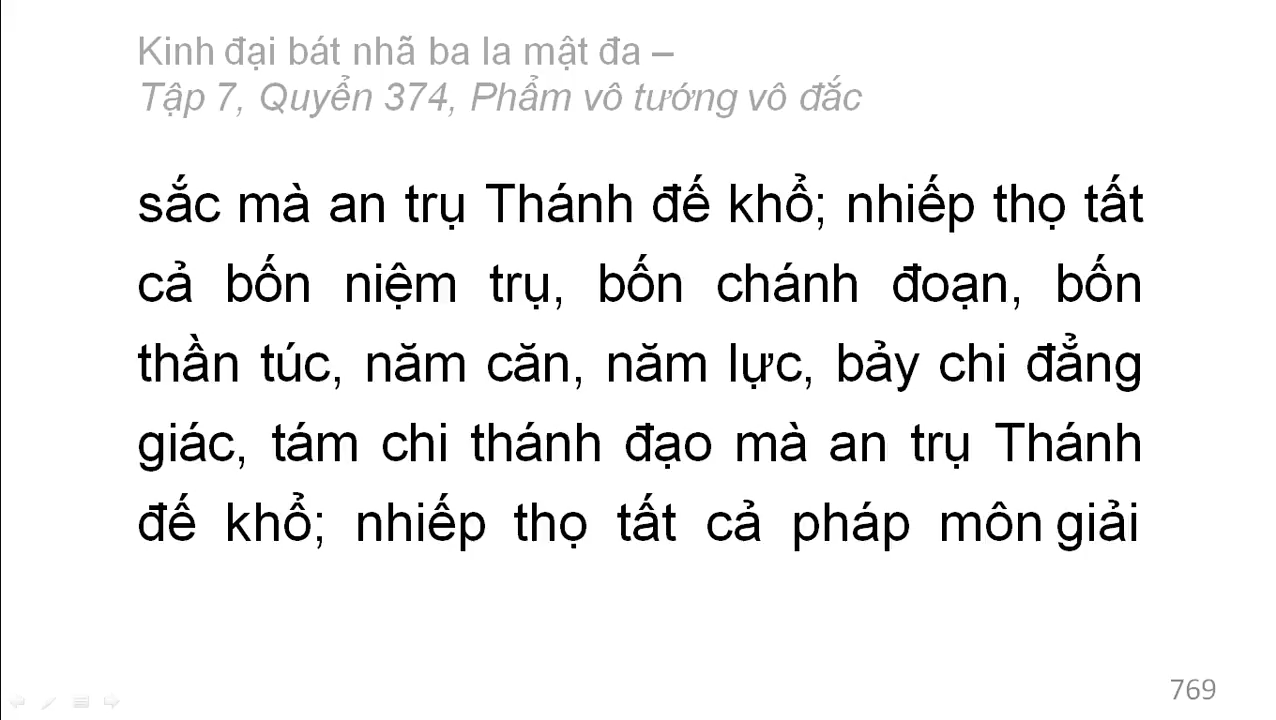 Kinh đại bát nhã ba la mật đa –
Tập 7, Quyển 374, Phẩm vô tướng vô đắc
sắc mà an trụ Thánh đế khổ; nhiếp thọ tất
cả bốn niệm trụ, bốn chánh đoạn, bốn
thần túc, năm căn, năm lực, bảy chi đẳng
giác, tám chi thánh đạo mà an trụ Thánh
đế khổ; nhiếp thọ tất cả pháp môn giải
769